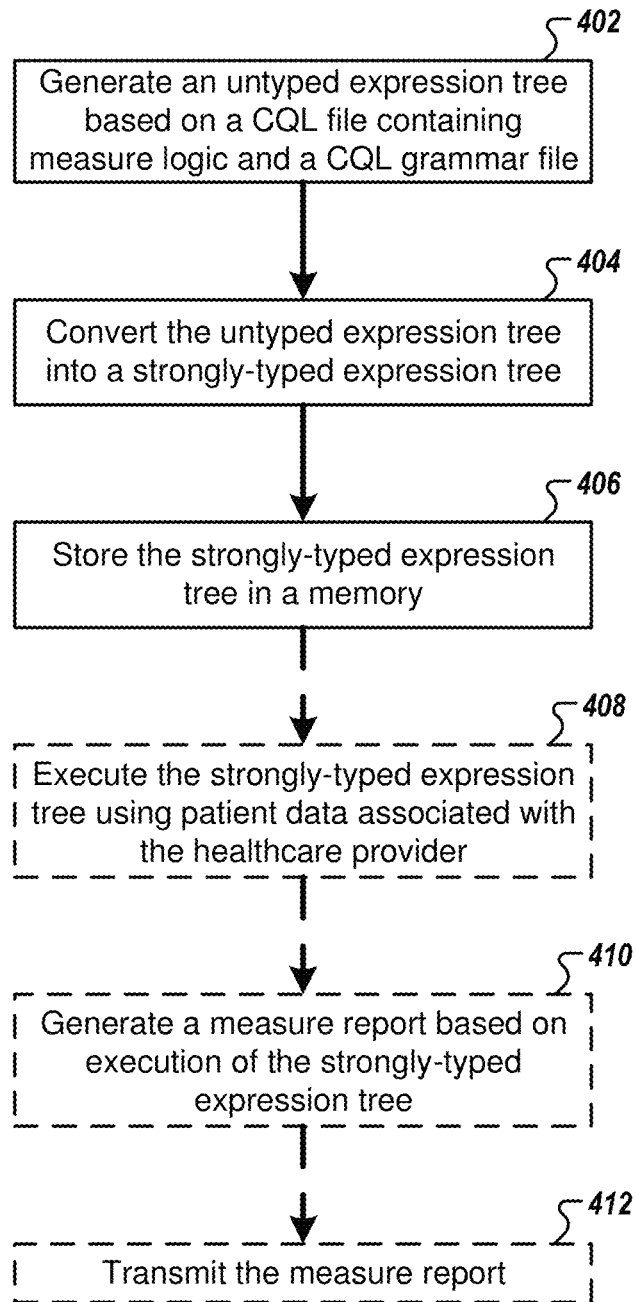 402
Generate an untyped expression tree
based on a CQL file containing
measure logic and a CQL grammar file
404
Convert the untyped expression tree
into a strongly-typed expression tree
406
Store the strongly-typed expression
tree in a memory
408
Execute the strongly-typed expression
tree using patient data associated with
the healthcare provider
410
Generate a measure report based on
execution of the strongly-typed
expression tree
412
Transmit the measure report